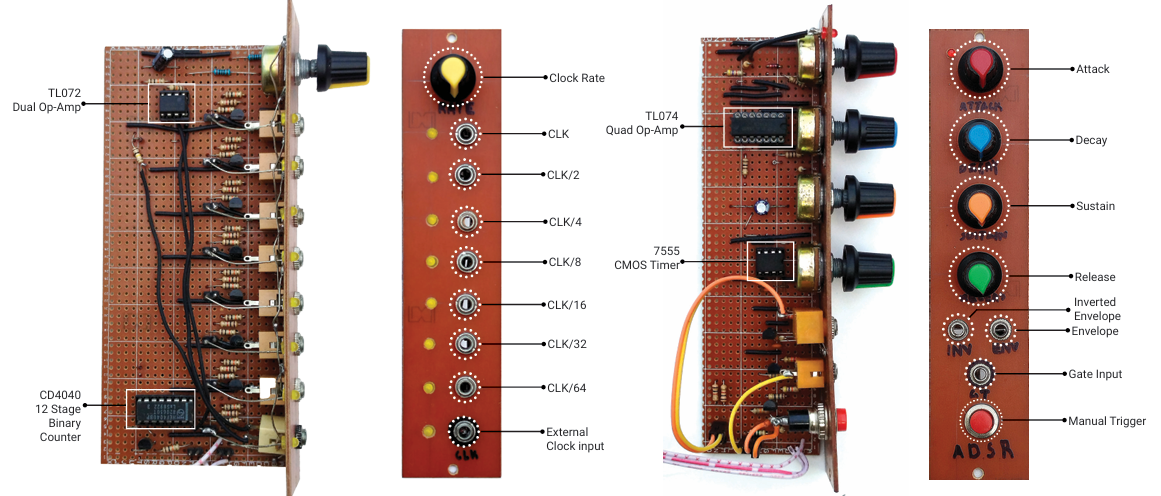 TL072
Dual Op-Amp
CD4040
12 Stage
Binary
Counter
Clock Rate
RATE
CLK
CLK/2
CLK/4
CLK/8
CLK/16
CLK/32
CLK/64
External
Clock input
CLK
TL074
Quad Op-Amp
7555
CMOS Timer
Attack
ATTACK
Decay
Sustain
Release
Inverted
Envelope
Envelope
INV
ENV
Gate Input
GT
Manual Trigger
ADSR